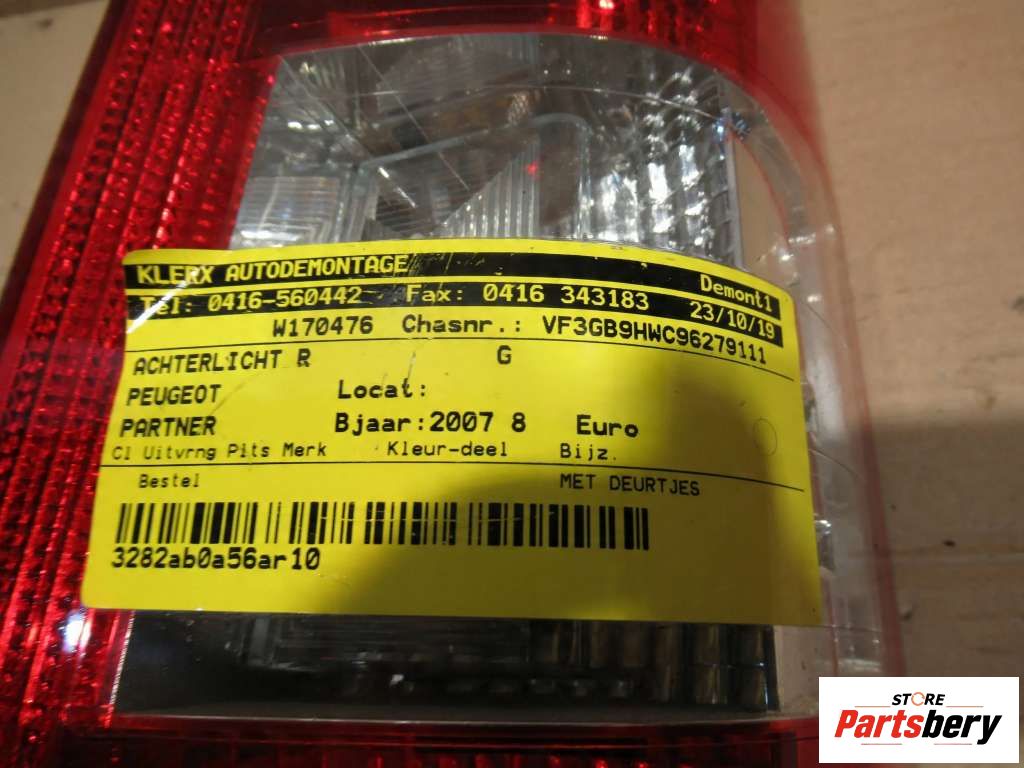 KLERX AUTODEMONTAGE Demont1
Tel: 0416-560442 Fax: 0416 343183 23/10/19
W170476 Chasnr.: VF3GB9HWC96279111
ACHTERLICHT R G
PEUGEOT Locat:
PARTNER Bjaar:2007 8 Euro
Cl Uitvrng Plts Merk Kleur-deel Bijz.
Bestel MET DEURTJES
3282ab0a56ar10
STORE
Partsbery